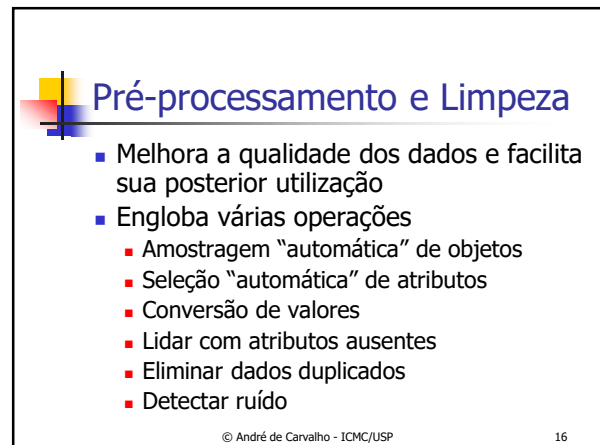 Pré-processamento e Limpeza
Melhora a qualidade dos dados e facilita
sua posterior utilização
Engloba várias operações
Amostragem “automática” de objetos
Seleção “automática” de atributos
Conversão de valores
Lidar com atributos ausentes
Eliminar dados duplicados
Detectar ruído
© André de Carvalho - ICMC/USP 16